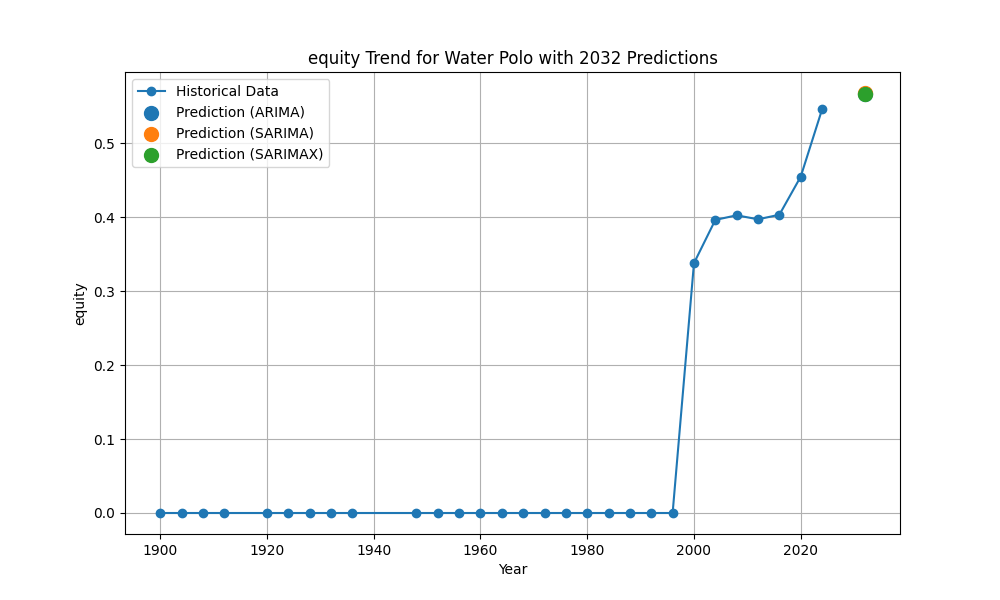 equity Trend for Water Polo with 2032 Predictions
Historical Data
Prediction (ARIMA)
Prediction (SARIMA)
Prediction (SARIMAX)
equity
0.5
0.4
0.3
0.2
0.1
0.0
1900 1920 1940 1960 1980 2000 2020
Year